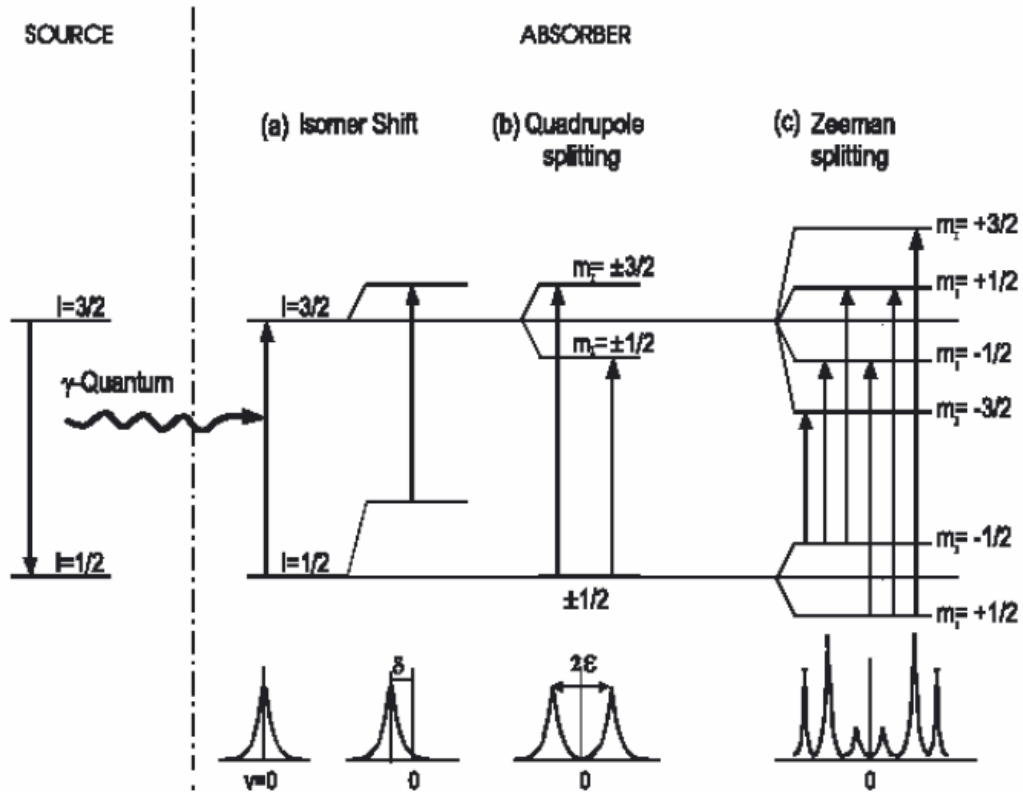 SOURCE
ABSORBER
(a) Isomer Shift
(b) Quadrupole
splitting
(c) Zeeman
splitting
I=3/2
γ-Quantum
I=1/2
I=3/2
I=1/2
mI= ±3/2
mI= ±1/2
±1/2
mI= +3/2
mI= +1/2
mI= -1/2
mI= -3/2
mI= -1/2
mI= +1/2
δ
2ε
v=0
0
0
0